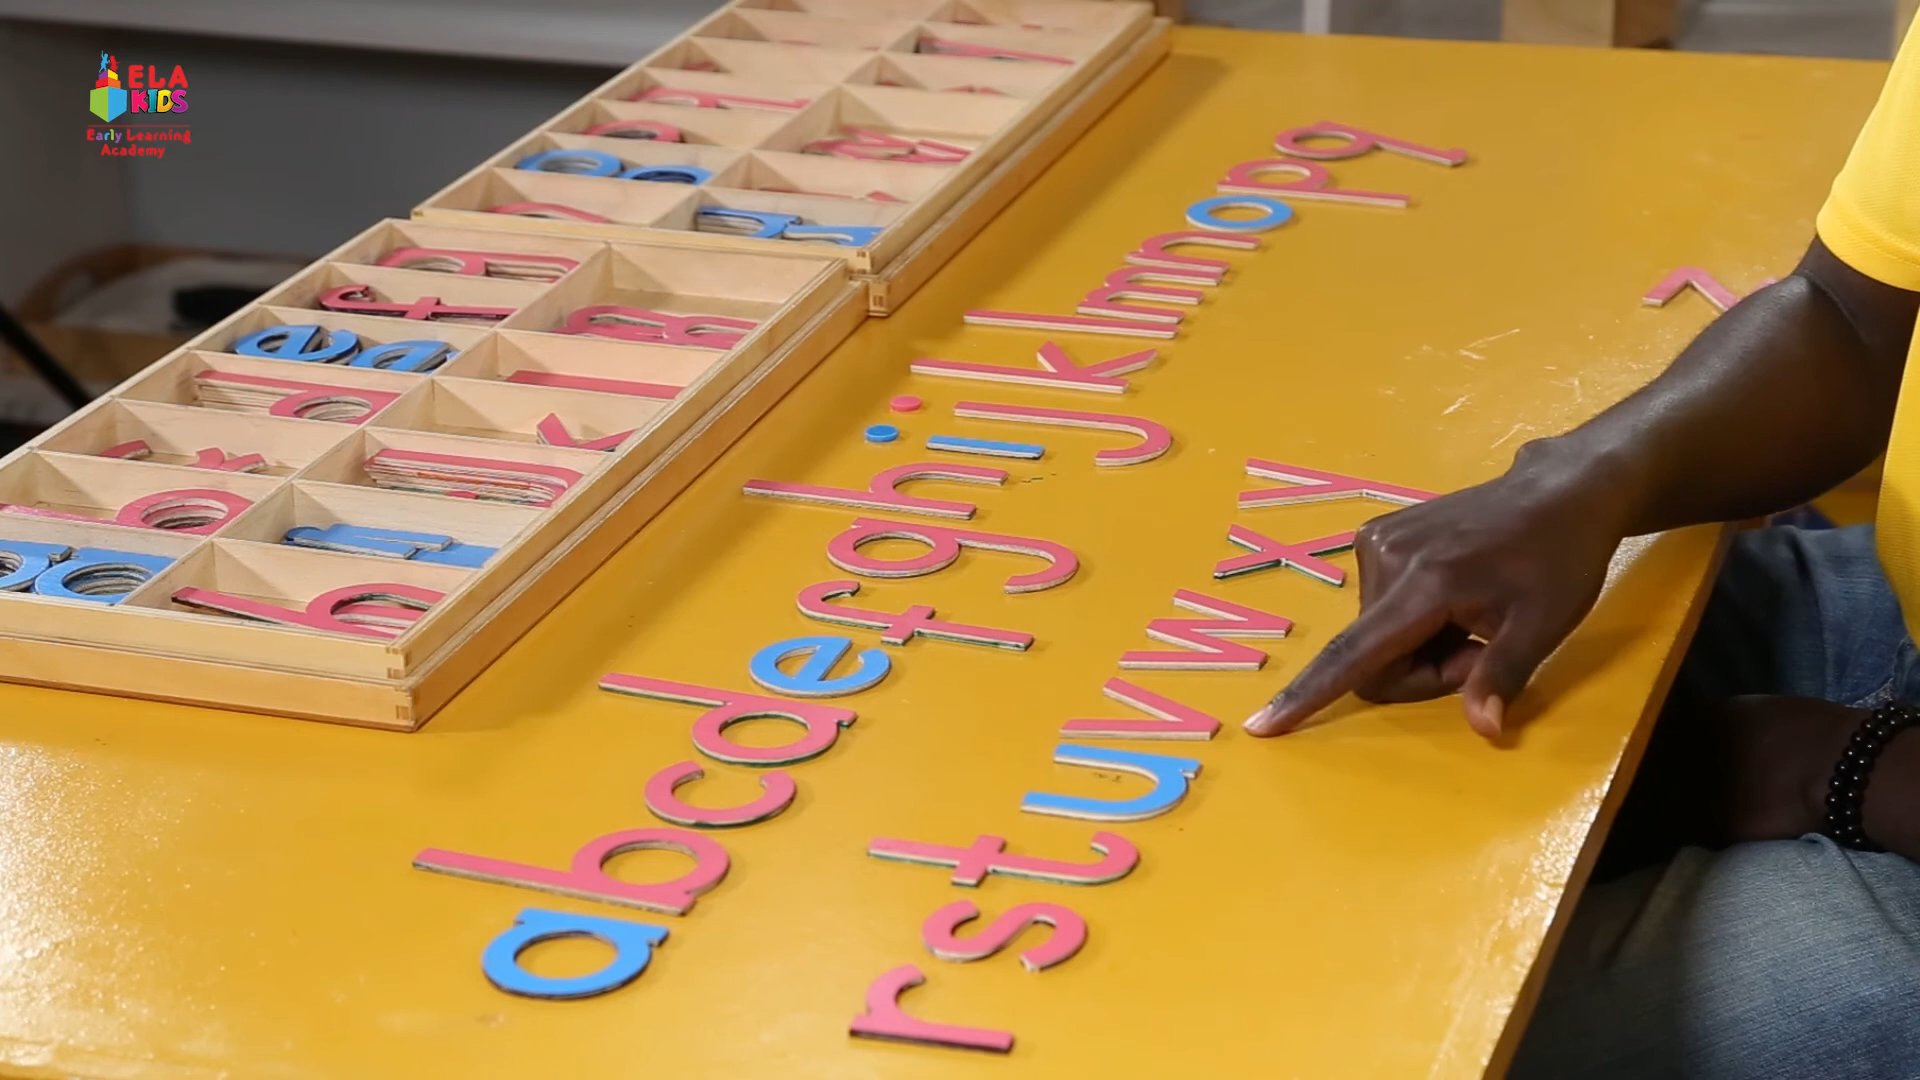 ELA
KIDS
Early Learning
Academy
abcdefghijklmnopq
rstuvwxy
z